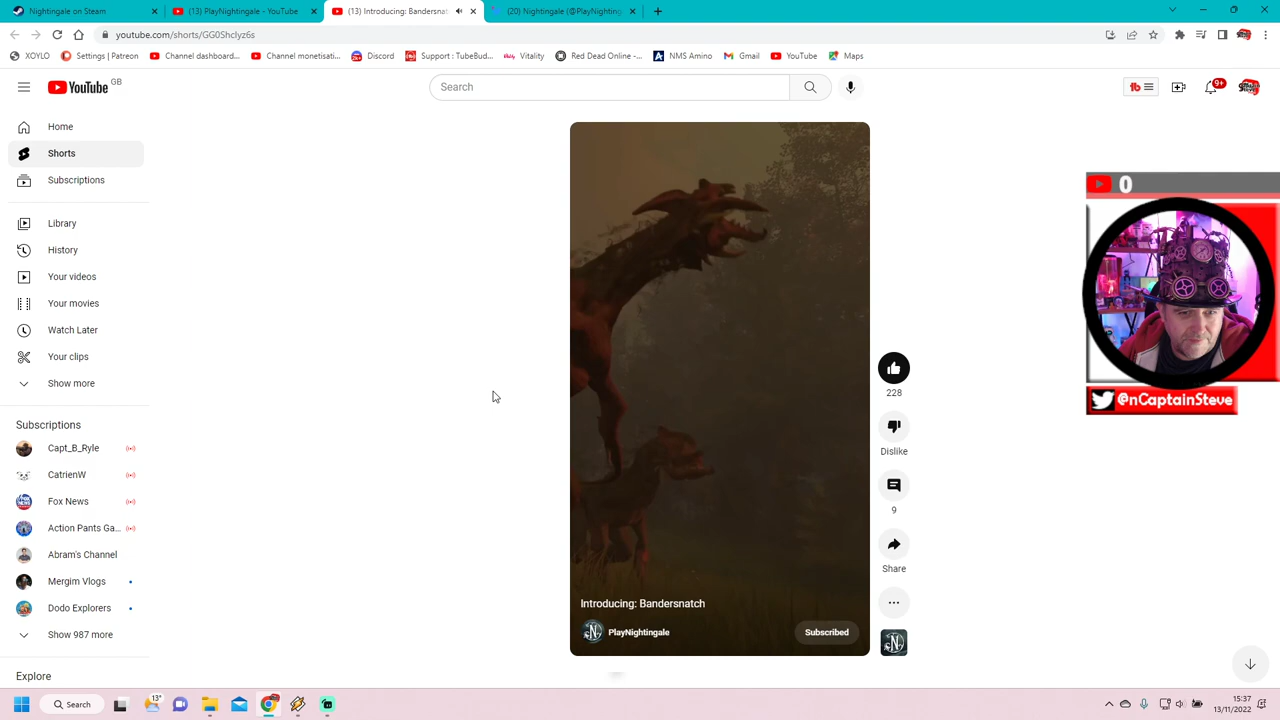 Nightingale on Steam
(13) PlayNightingale - YouTube
(13) Introducing: Bandersnat
(20) Nightingale (@PlayNighting
youtube.com/shorts/GG0ShcIyz6s
XOYLO
Settings | Patreon
Channel dashboard...
Channel monetisati...
Discord
Support : TubeBud...
Vitality
Red Dead Online -...
NMS Amino
Gmail
YouTube
Maps
YouTube GB
Search
9+
Home
Shorts
Subscriptions
Library
History
Your videos
Your movies
Watch Later
Your clips
Show more
Subscriptions
Capt_B_Ryle
CatrienW
Fox News
Action Pants Ga...
Abram's Channel
Mergim Vlogs
Dodo Explorers
Show 987 more
Explore
0
@nCaptainSteve
228
Dislike
9
Share
Introducing: Bandersnatch
PlayNightingale
Subscribed
Search
13°
15:37
13/11/2022